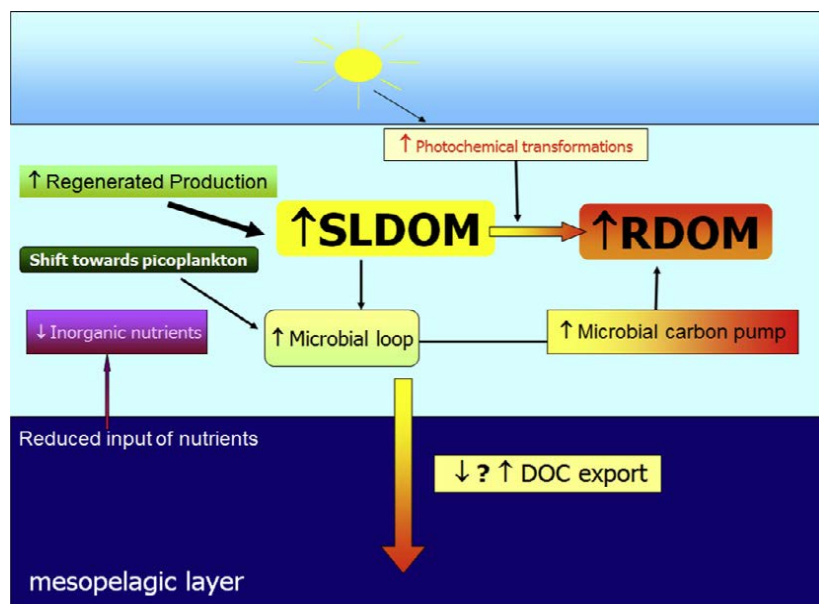 ↑ Photochemical transformations
↑ Regenerated Production
↑SLDOM
↑RDOM
Shift towards picoplankton
↓ Inorganic nutrients
↑ Microbial loop
↑ Microbial carbon pump
Reduced input of nutrients
↓ ? ↑ DOC export
mesopelagic layer